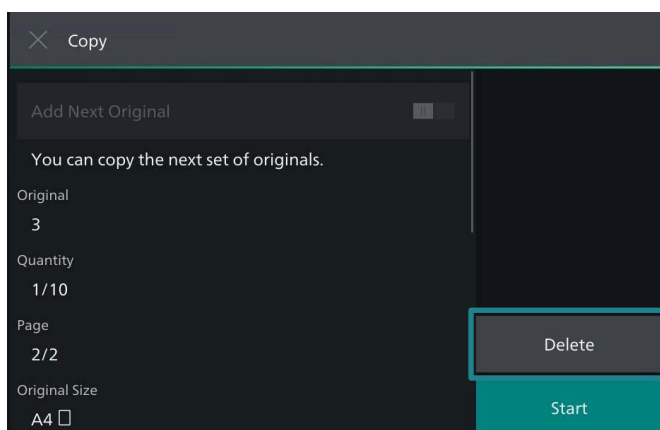 Copy
Add Next Original
You can copy the next set of originals.
Original
3
Quantity
1/10
Page
2/2
Original Size
A4
Delete
Start